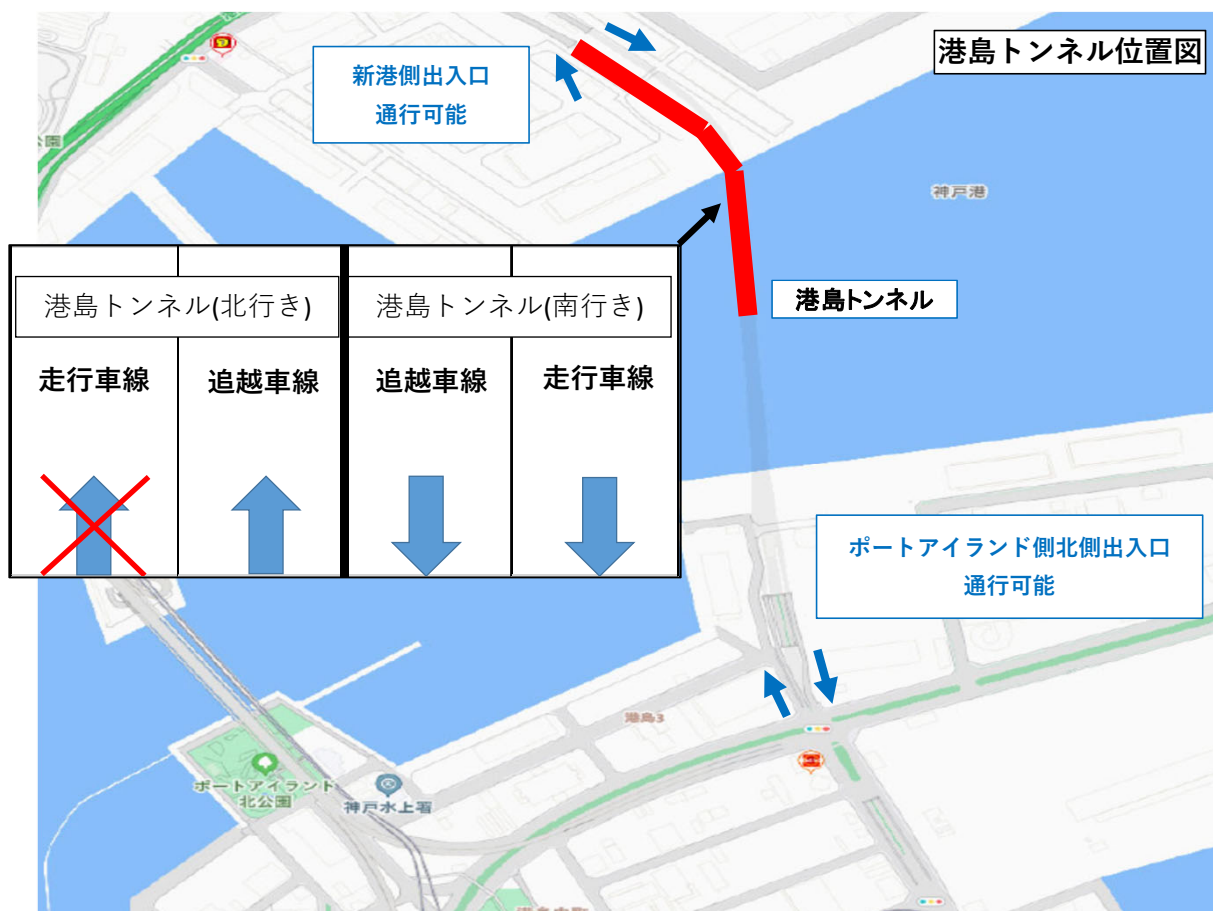 港島トンネル位置図
新港側出入口
通行可能
公園
神戸港
港島トンネル(北行き)
港島トンネル(南行き)
走行車線
追越車線
追越車線
走行車線
港島トンネル
ポートアイランド側北側出入口
通行可能
港島3
ポートアイランド
北公園
神戸水上署